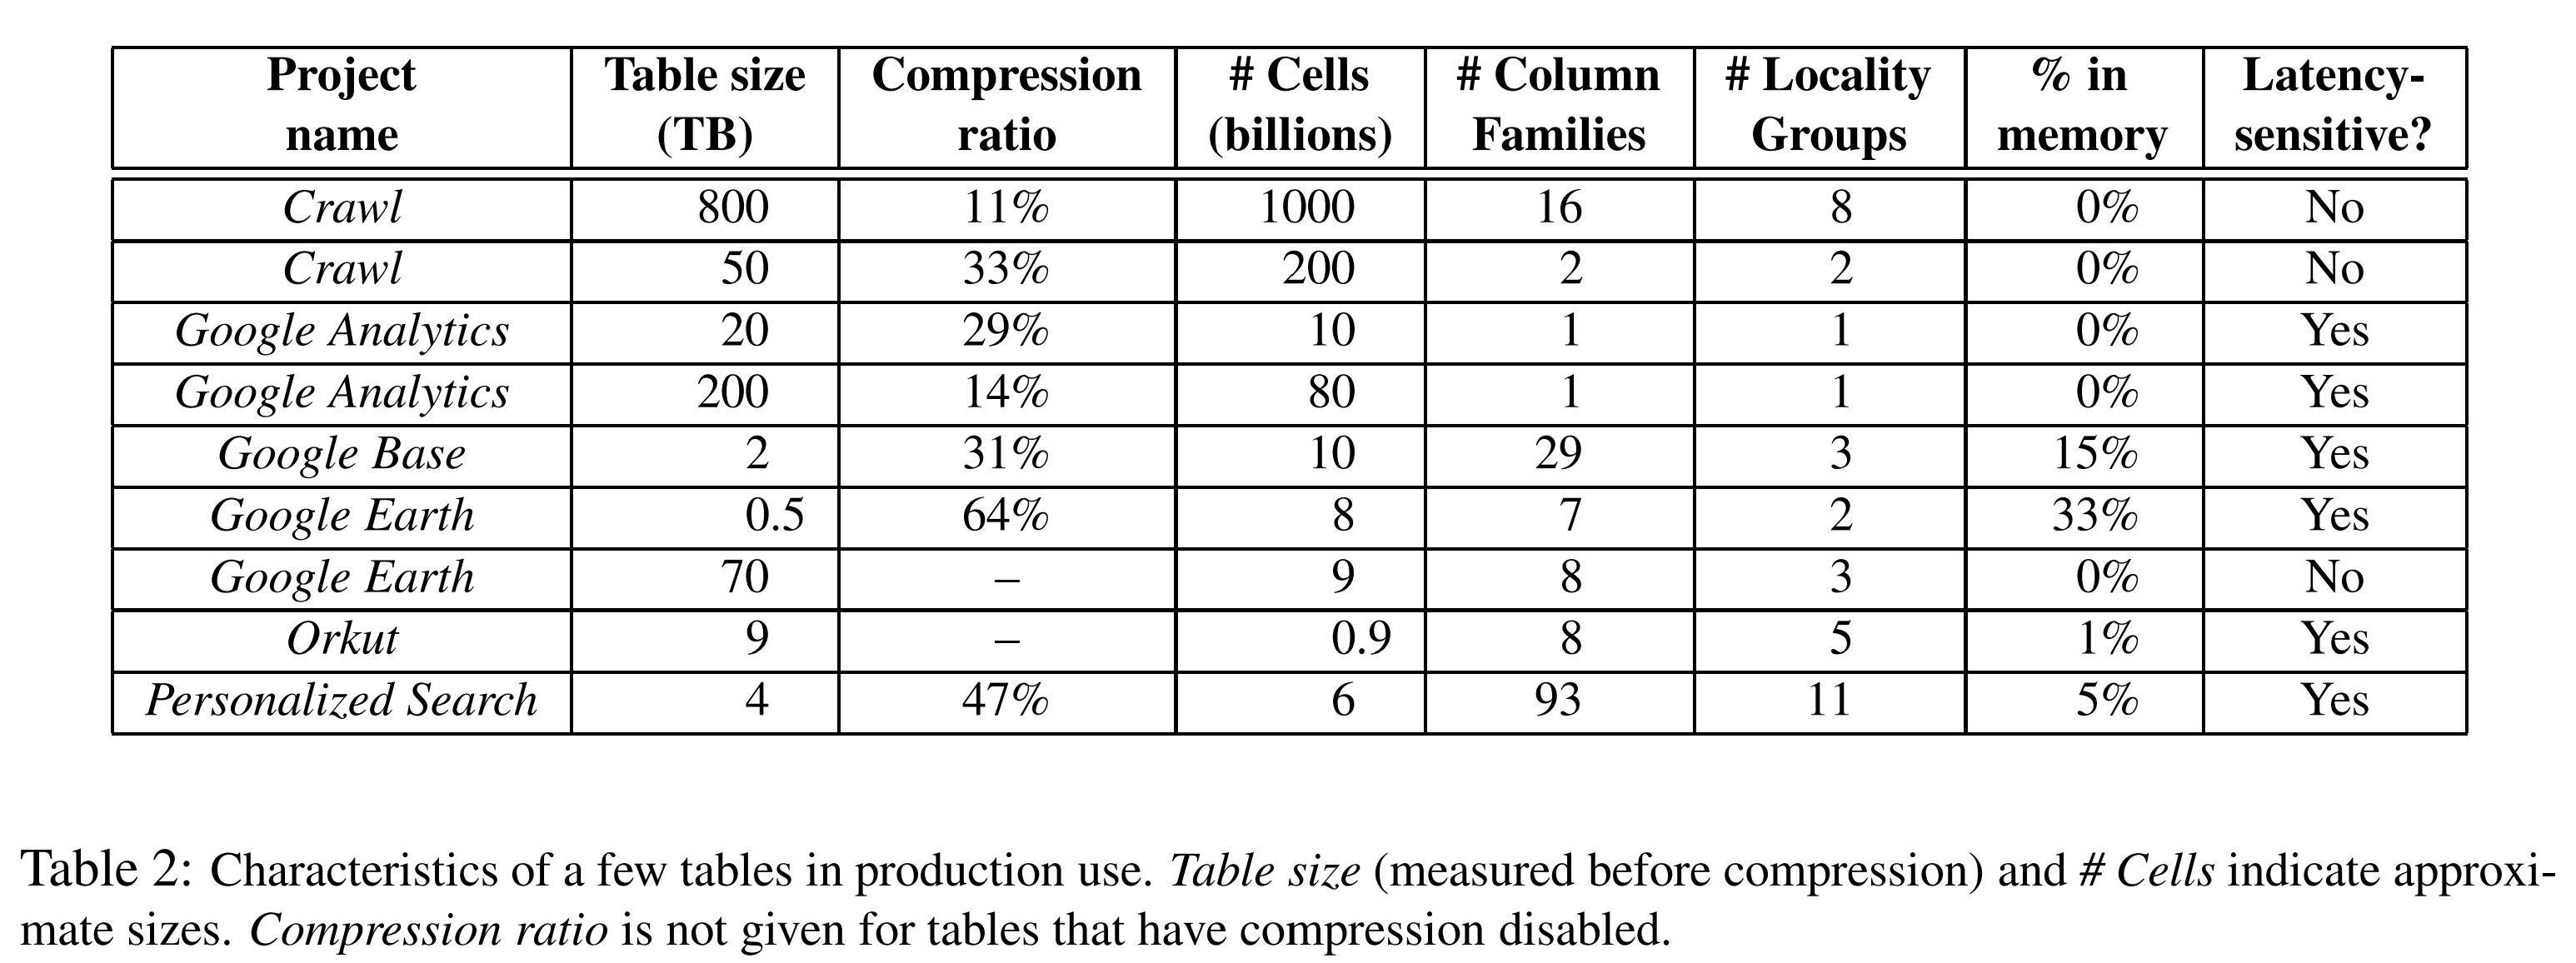 Project name Table size (TB) Compression ratio # Cells (billions) # Column Families # Locality Groups % in memory Latency-sensitive?
Crawl 800 11% 1000 16 8 0% No
Crawl 50 33% 200 2 2 0% No
Google Analytics 20 29% 10 1 1 0% Yes
Google Analytics 200 14% 80 1 1 0% Yes
Google Base 2 31% 10 29 3 15% Yes
Google Earth 0.5 64% 8 7 2 33% Yes
Google Earth 70 – 9 8 3 0% No
Orkut 9 – 0.9 8 5 1% Yes
Personalized Search 4 47% 6 93 11 5% Yes
Table 2: Characteristics of a few tables in production use. Table size (measured before compression) and # Cells indicate approxi-
mate sizes. Compression ratio is not given for tables that have compression disabled.